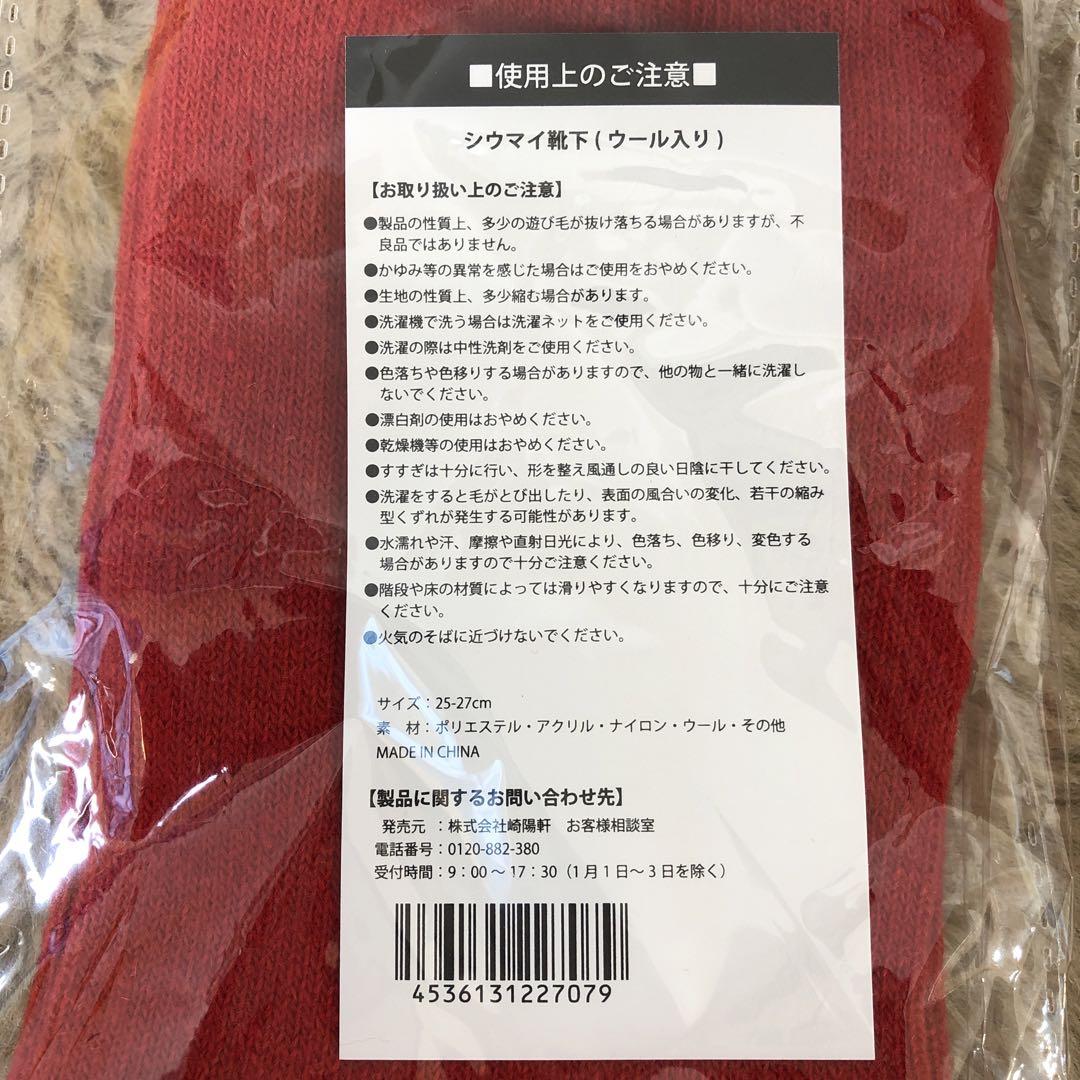 ■使用上のご注意■
シウマイ靴下(ウール入り)
【お取り扱い上のご注意】
●製品の性質上、多少の遊び毛が抜け落ちる場合がありますが、不
良品ではありません。
●かゆみ等の異常を感じた場合はご使用をおやめください。
●生地の性質上、多少縮む場合があります。
●洗濯機で洗う場合は洗濯ネットをご使用ください。
●洗濯の際は中性洗剤をご使用ください。
●色落ちや色移りする場合がありますので、他の物と一緒に洗濯し
ないでください。
●漂白剤の使用はおやめください。
●乾燥機等の使用はおやめください。
●すすぎは十分に行い、形を整え風通しの良い日陰に干してください。
●洗濯をすると毛がとび出したり、表面の風合いの変化、若干の縮み
型くずれが発生する可能性があります。
●水濡れや汗、摩擦や直射日光により、色落ち、色移り、変色する
場合がありますので十分ご注意ください。
●階段や床の材質によっては滑りやすくなりますので、十分にご注意
ください。
●火気のそばに近づけないでください。
サイズ：25-27cm
素　材：ポリエステル・アクリル・ナイロン・ウール・その他
MADE IN CHINA
【製品に関するお問い合わせ先】
発売元　：株式会社崎陽軒　お客様相談室
電話番号：0120-882-380
受付時間：9：00～17：30（1月1日～3日を除く）
4536131227079